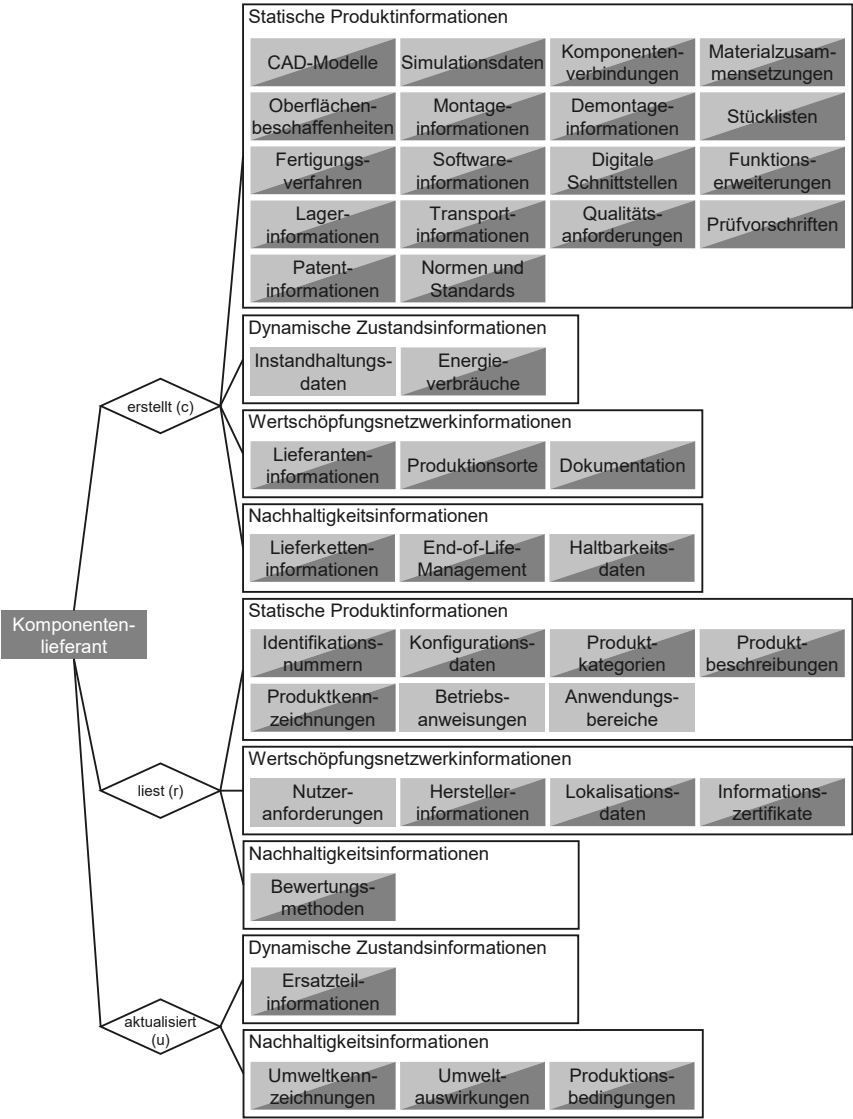 Statische Produktinformationen
CAD-Modelle
Simulationsdaten
Komponenten-
verbindungen
Materialzusam-
mensetzungen
Oberflächen-
beschaffenheiten
Montage-
informationen
Demontage-
informationen
Stücklisten
Fertigungs-
verfahren
Software-
informationen
Digitale
Schnittstellen
Funktions-
erweiterungen
Lager-
informationen
Transport-
informationen
Qualitäts-
anforderungen
Prüfvorschriften
Patent-
informationen
Normen und
Standards
Dynamische Zustandsinformationen
Instandhaltungs-
daten
Energie-
verbräuche
erstellt (c)
Wertschöpfungsnetzwerkinformationen
Lieferanten-
informationen
Produktionsorte
Dokumentation
Nachhaltigkeitsinformationen
Lieferketten-
informationen
End-of-Life-
Management
Haltbarkeits-
daten
Komponenten-
lieferant
Statische Produktinformationen
Identifikations-
nummern
Konfigurations-
daten
Produkt-
kategorien
Produkt-
beschreibungen
Produktkenn-
zeichnungen
Betriebs-
anweisungen
Anwendungs-
bereiche
liest (r)
Wertschöpfungsnetzwerkinformationen
Nutzer-
anforderungen
Hersteller-
informationen
Lokalisations-
daten
Informations-
zertifikate
Nachhaltigkeitsinformationen
Bewertungs-
methoden
Dynamische Zustandsinformationen
Ersatzteil-
informationen
aktualisiert
(u)
Nachhaltigkeitsinformationen
Umweltkenn-
zeichnungen
Umwelt-
auswirkungen
Produktions-
bedingungen